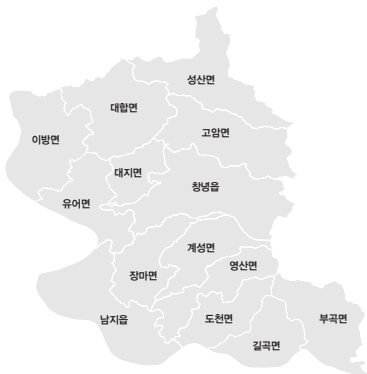 성산면
대합면
고암면
이방면
대지면
창녕읍
유어면
계성면
영산면
장마면
남지읍
도천면
부곡면
길곡면